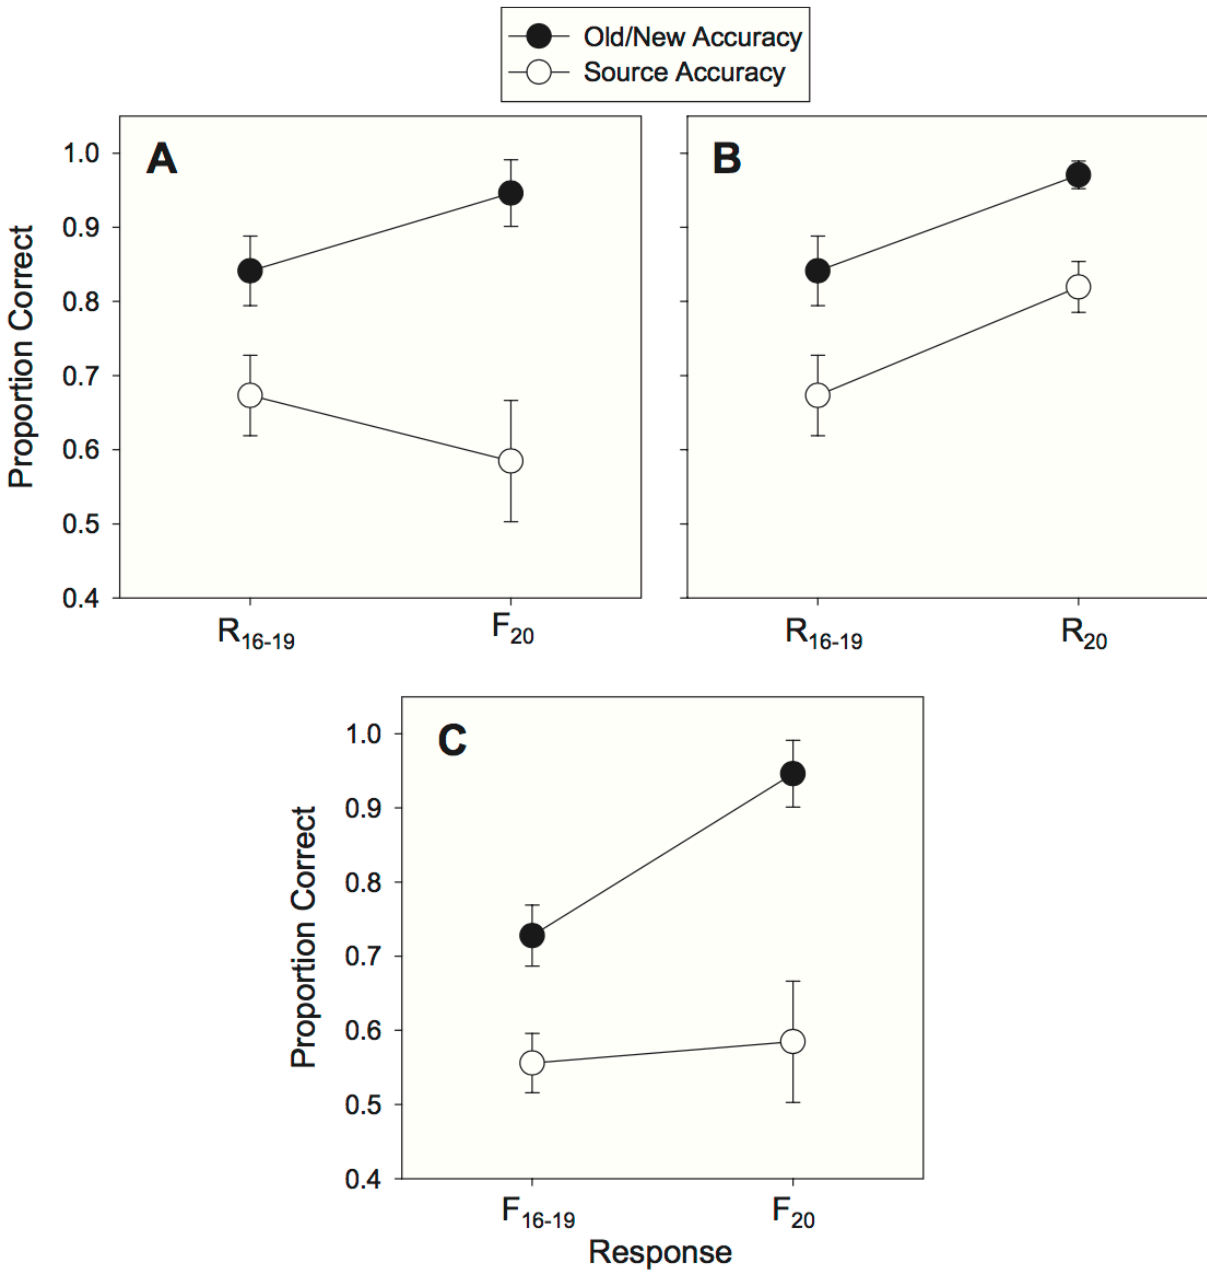 Old/New Accuracy
Source Accuracy
A
B
1.0
0.9
0.8
0.7
0.6
0.5
0.4
Proportion Correct
R16-19
F20
R16-19
R20
C
1.0
0.9
0.8
0.7
0.6
0.5
0.4
Proportion Correct
F16-19
F20
Response